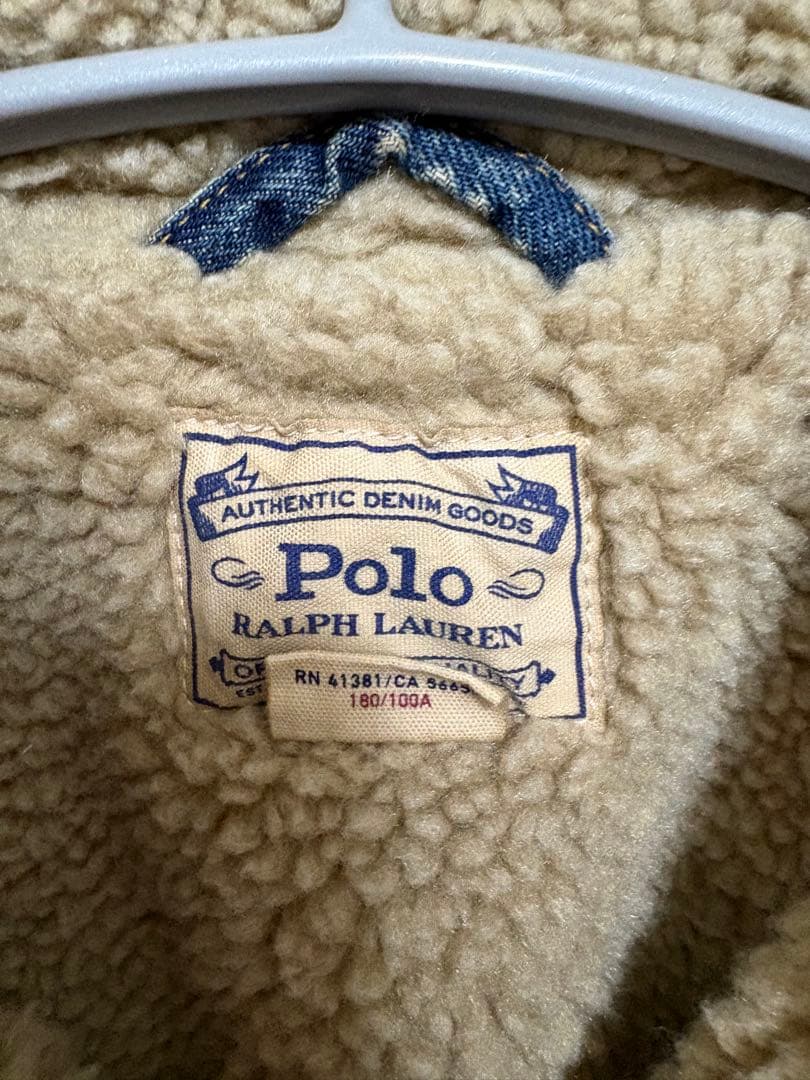 AUTHENTIC DENIM GOODS
Polo
RALPH LAUREN
RN 41381/CA
180/100A